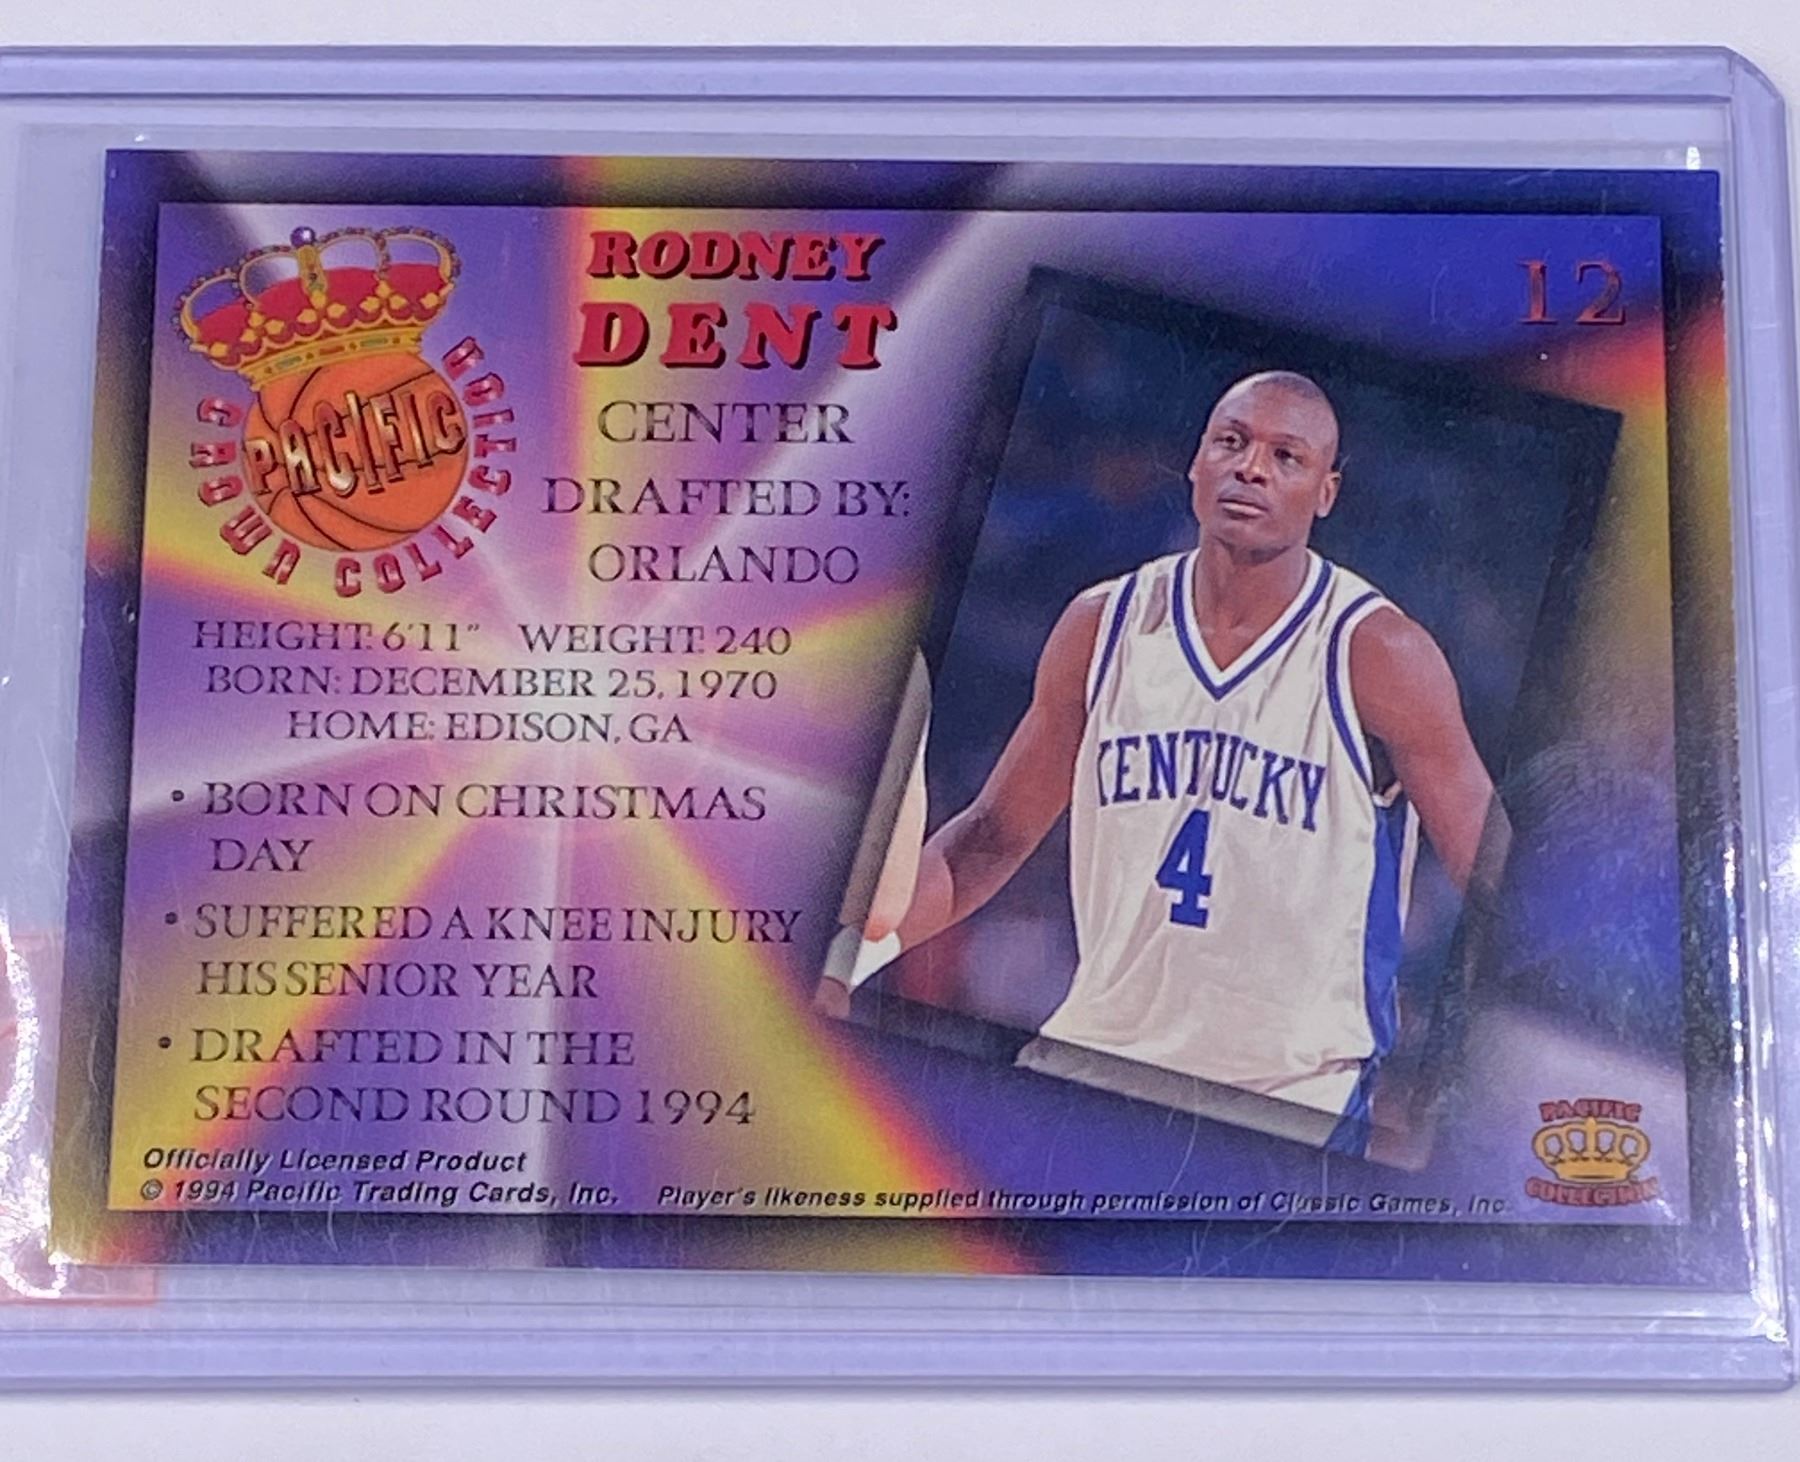 PACIFIC
CROWN COLLECTION
RODNEY
DENT
12
CENTER
DRAFTED BY:
ORLANDO
HEIGHT: 6'11" WEIGHT: 240
BORN: DECEMBER 25, 1970
HOME: EDISON, GA
• BORN ON CHRISTMAS
DAY
• SUFFERED A KNEE INJURY
HIS SENIOR YEAR
• DRAFTED IN THE
SECOND ROUND 1994
KENTUCKY
4
Officially Licensed Product
© 1994 Pacific Trading Cards, Inc. Player's likeness supplied through permission of Classic Games, Inc.
PACIFIC
COLLECTION